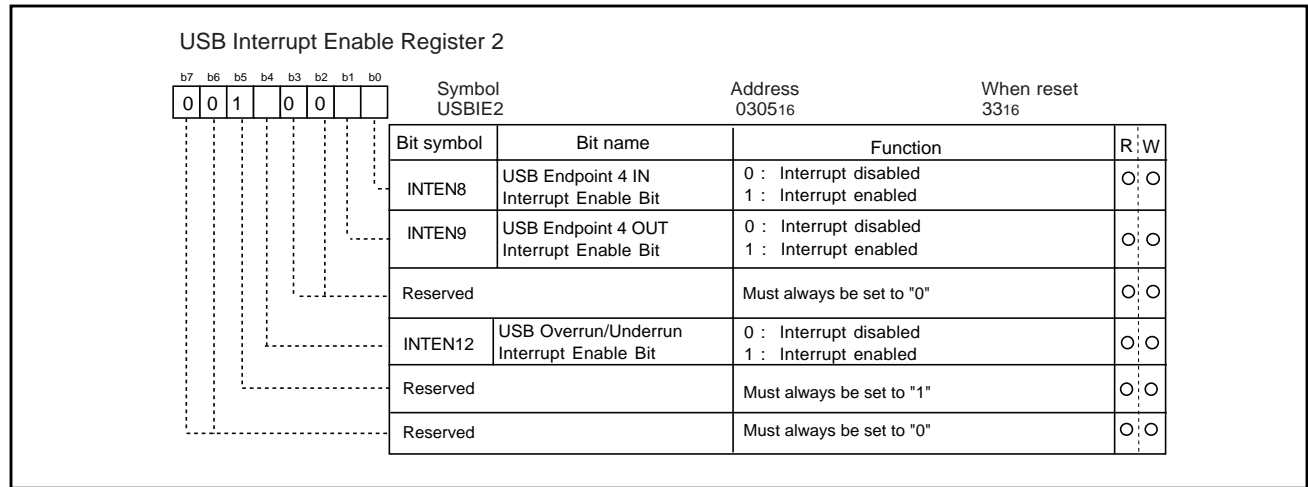 USB Interrupt Enable Register 2
b7 b6 b5 b4 b3 b2 b1 b0
0 0 1 0 0
Symbol Address When reset
USBIE2 030516 3316
Bit symbol Bit name Function R W
INTEN8 USB Endpoint 4 IN 0 : Interrupt disabled O O
Interrupt Enable Bit 1 : Interrupt enabled
INTEN9 USB Endpoint 4 OUT 0 : Interrupt disabled O O
Interrupt Enable Bit 1 : Interrupt enabled
Reserved Must always be set to "0" O O
INTEN12 USB Overrun/Underrun 0 : Interrupt disabled O O
Interrupt Enable Bit 1 : Interrupt enabled
Reserved Must always be set to "1" O O
Reserved Must always be set to "0" O O